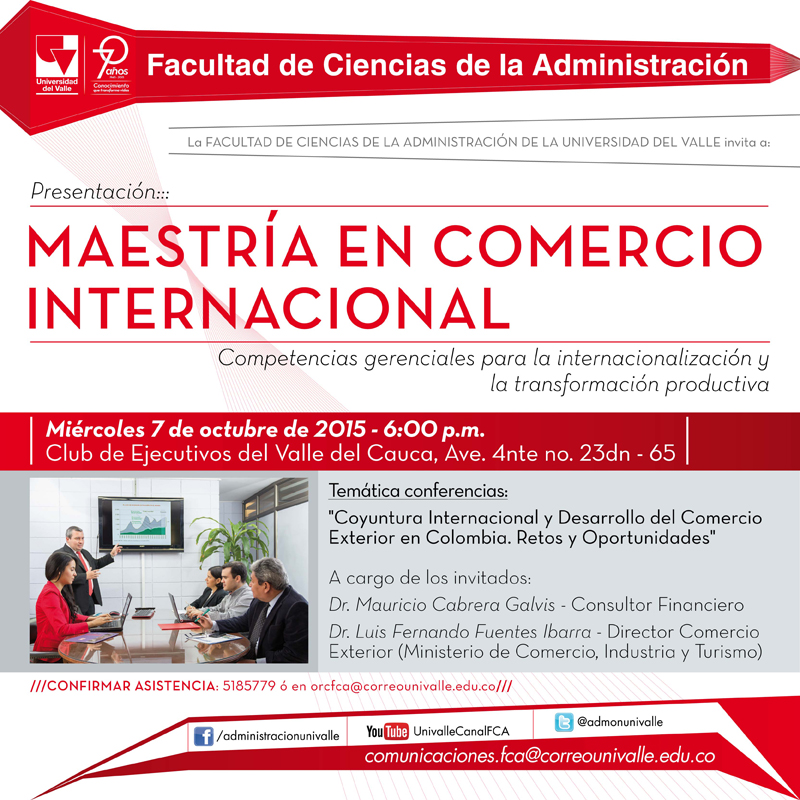 Universidad
del Valle
70
años
1945 - 2015
Conocimiento
que transforma vidas
Facultad de Ciencias de la Administración
La FACULTAD DE CIENCIAS DE LA ADMINISTRACIÓN DE LA UNIVERSIDAD DEL VALLE invita a:
Presentación:::
MAESTRÍA EN COMERCIO
INTERNACIONAL
Competencias gerenciales para la internacionalización y
la transformación productiva
Miércoles 7 de octubre de 2015 - 6:00 p.m.
Club de Ejecutivos del Valle del Cauca, Ave. 4nte no. 23dn - 65
Temática conferencias:
"Coyuntura Internacional y Desarrollo del Comercio
Exterior en Colombia. Retos y Oportunidades"
A cargo de los invitados:
Dr. Mauricio Cabrera Galvis - Consultor Financiero
Dr. Luis Fernando Fuentes Ibarra - Director Comercio
Exterior (Ministerio de Comercio, Industria y Turismo)
///CONFIRMAR ASISTENCIA: 5185779 ó en orcfca@correounivalle.edu.co///
f /administracionunivalle
YouTube UnivalleCanalFCA
@admonunivalle
comunicaciones.fca@correounivalle.edu.co